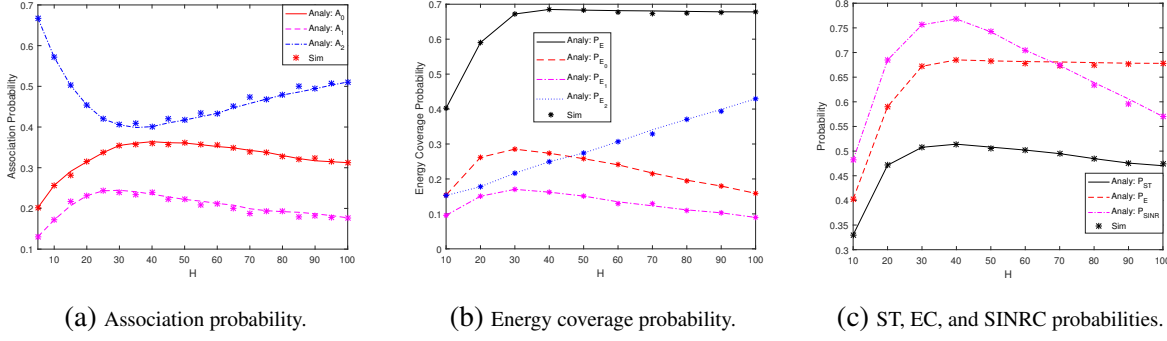 0.7
0.6
0.5
0.4
0.3
0.2
0.1
Association Probability
10 20 30 40 50 60 70 80 90 100
H
Analy: A0
Analy: A1
Analy: A2
Sim
(a) Association probability.
0.7
0.6
0.5
0.4
0.3
0.2
0.1
0
Energy Coverage Probability
10 20 30 40 50 60 70 80 90 100
H
Analy: PE
Analy: PE0
Analy: PE1
Analy: PE2
Sim
(b) Energy coverage probability.
0.8
0.75
0.7
0.65
0.6
0.55
0.5
0.45
0.4
0.35
0.3
Probability
10 20 30 40 50 60 70 80 90 100
H
Analy: PST
Analy: PE
Analy: PSINR
Sim
(c) ST, EC, and SINRC probabilities.